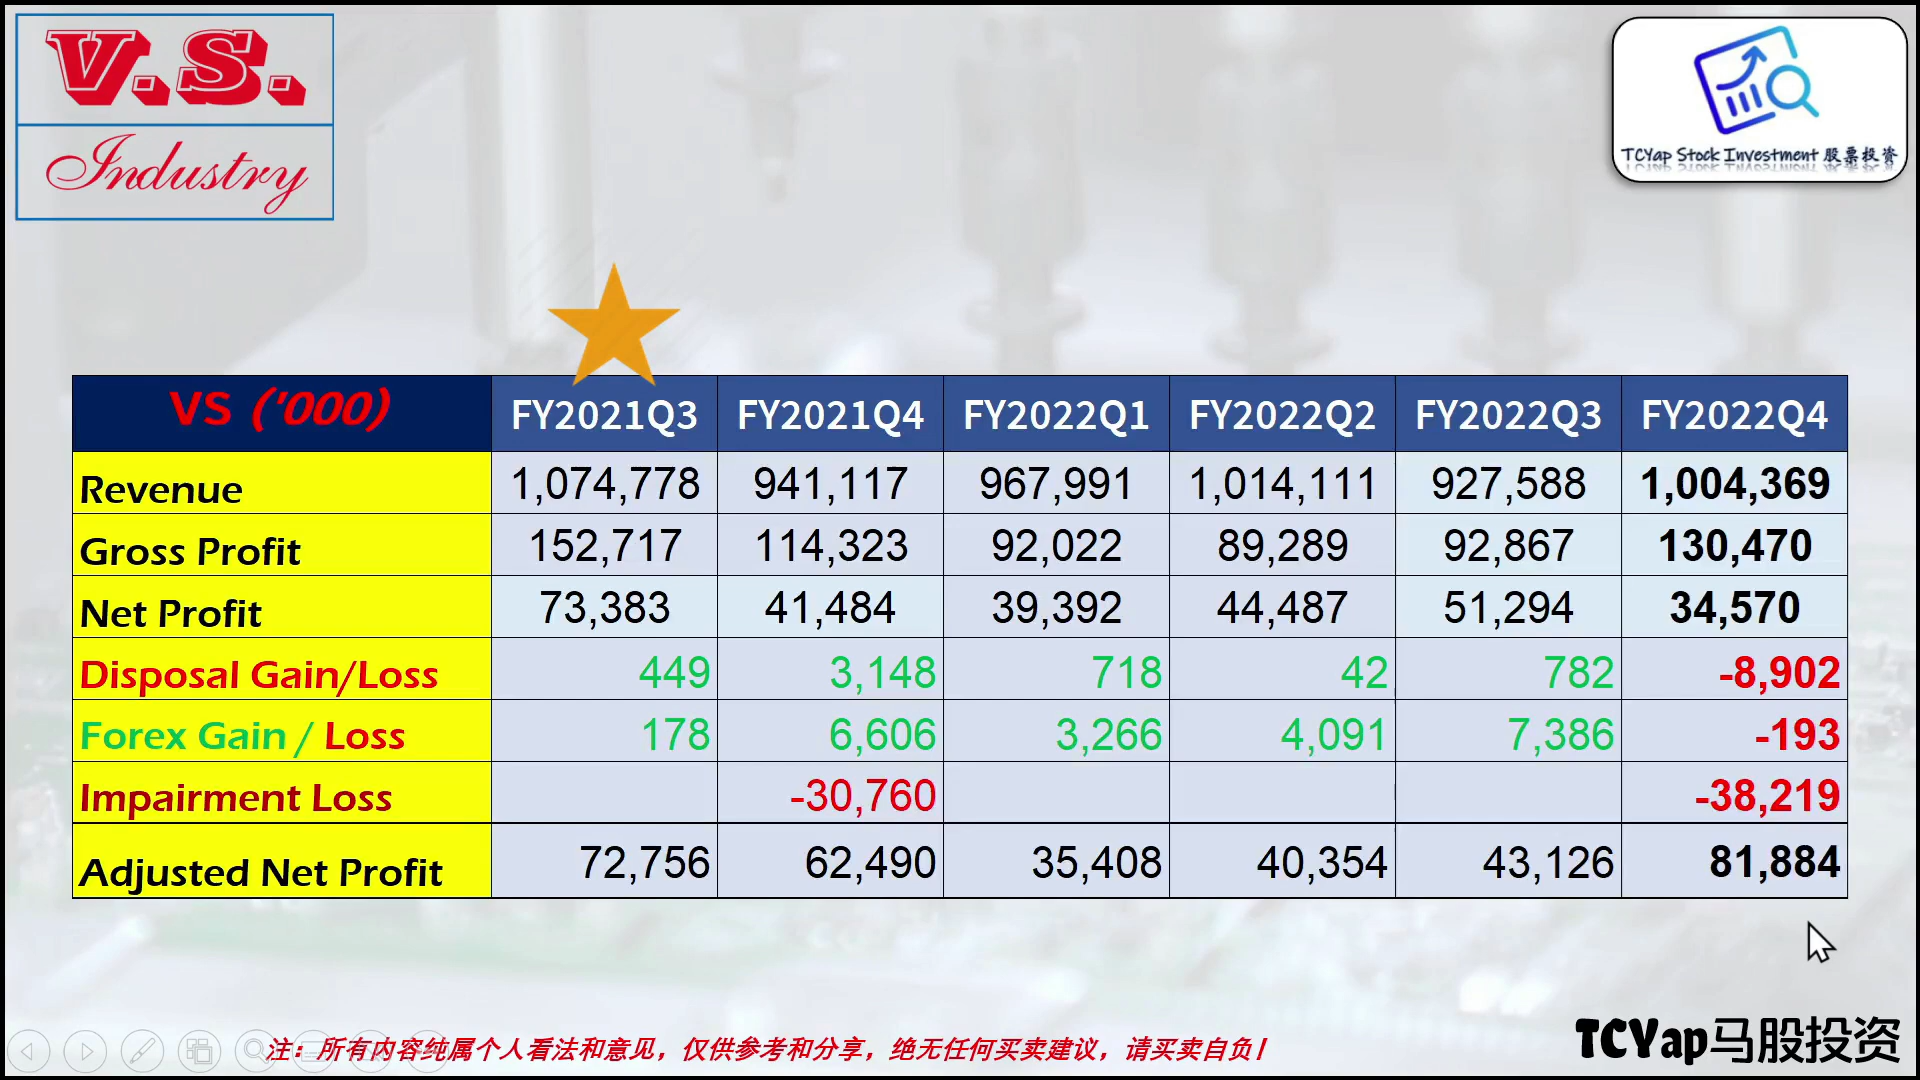 V.S.
Industry
TCYap Stock Investment 股票投资
VS ('000) FY2021Q3 FY2021Q4 FY2022Q1 FY2022Q2 FY2022Q3 FY2022Q4
Revenue 1,074,778 941,117 967,991 1,014,111 927,588 1,004,369
Gross Profit 152,717 114,323 92,022 89,289 92,867 130,470
Net Profit 73,383 41,484 39,392 44,487 51,294 34,570
Disposal Gain/Loss 449 3,148 718 42 782 -8,902
Forex Gain / Loss 178 6,606 3,266 4,091 7,386 -193
Impairment Loss -30,760 -38,219
Adjusted Net Profit 72,756 62,490 35,408 40,354 43,126 81,884
注：所有内容纯属个人看法和意见，仅供参考和分享，绝无任何买卖建议，请买卖自负！
TCYap马股投资